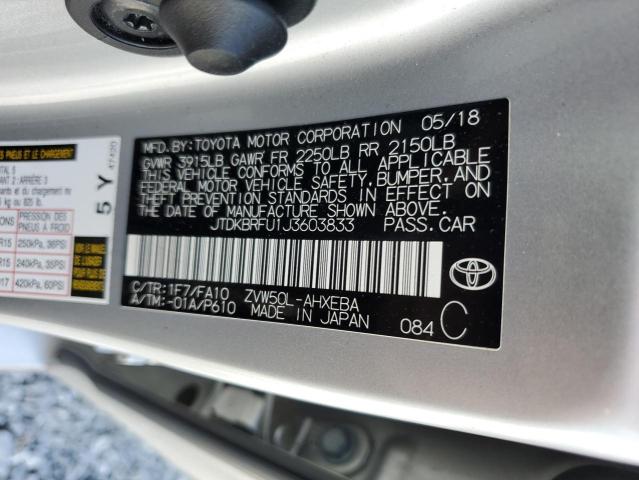 MFD.BY:TOYOTA MOTOR CORPORATION 05/18
GVWR 3915LB GAWR FR 2250LB RR 2150LB
THIS VEHICLE CONFORMS TO ALL APPLICABLE
FEDERAL MOTOR VEHICLE SAFETY, BUMPER, AND
THEFT PREVENTION STANDARDS IN EFFECT ON
THE DATE OF MANUFACTURE SHOWN ABOVE.
JTDKBRFU1J3603833 PASS.CAR
C/TR:1F7/FA10 ZVW50L-AHXEBA
A/TM:-01A/P610 MADE IN JAPAN
084 C
DES PNEUS ET LE CHARGEMENT
5 Y 47420
PRESSION DES
PNEUS À FROID
250kPa, 36PSI
240kPa, 35PSI
420kPa, 60PSI